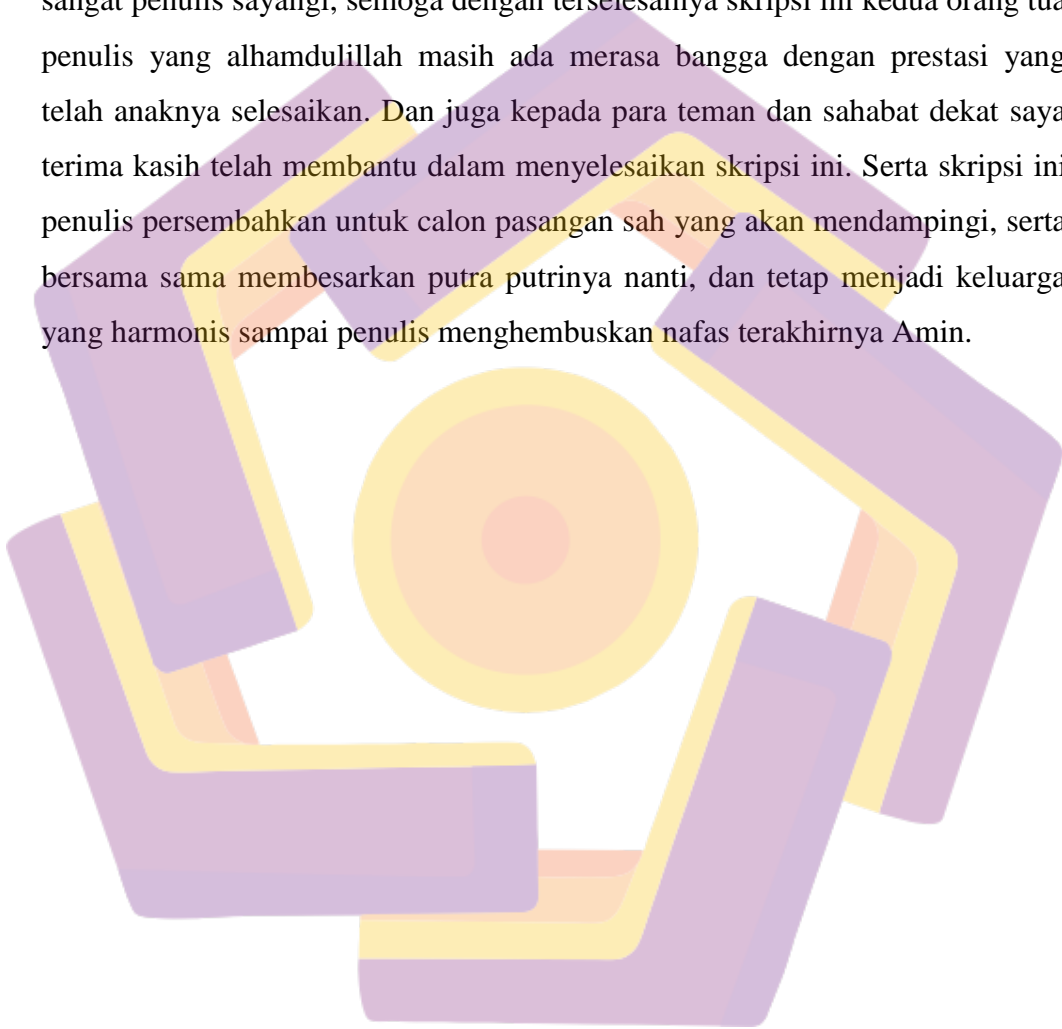 sangat penulis sayangi, semoga dengan terselesainya skripsi ini kedua orang tua
penulis yang alhamdulillah masih ada merasa bangga dengan prestasi yang
telah anaknya selesaikan. Dan juga kepada para teman dan sahabat dekat saya
terima kasih telah membantu dalam menyelesaikan skripsi ini. Serta skripsi ini
penulis persembahkan untuk calon pasangan sah yang akan mendampingi, serta
bersama sama membesarkan putra putrinya nanti, dan tetap menjadi keluarga
yang harmonis sampai penulis menghembuskan nafas terakhirnya Amin.